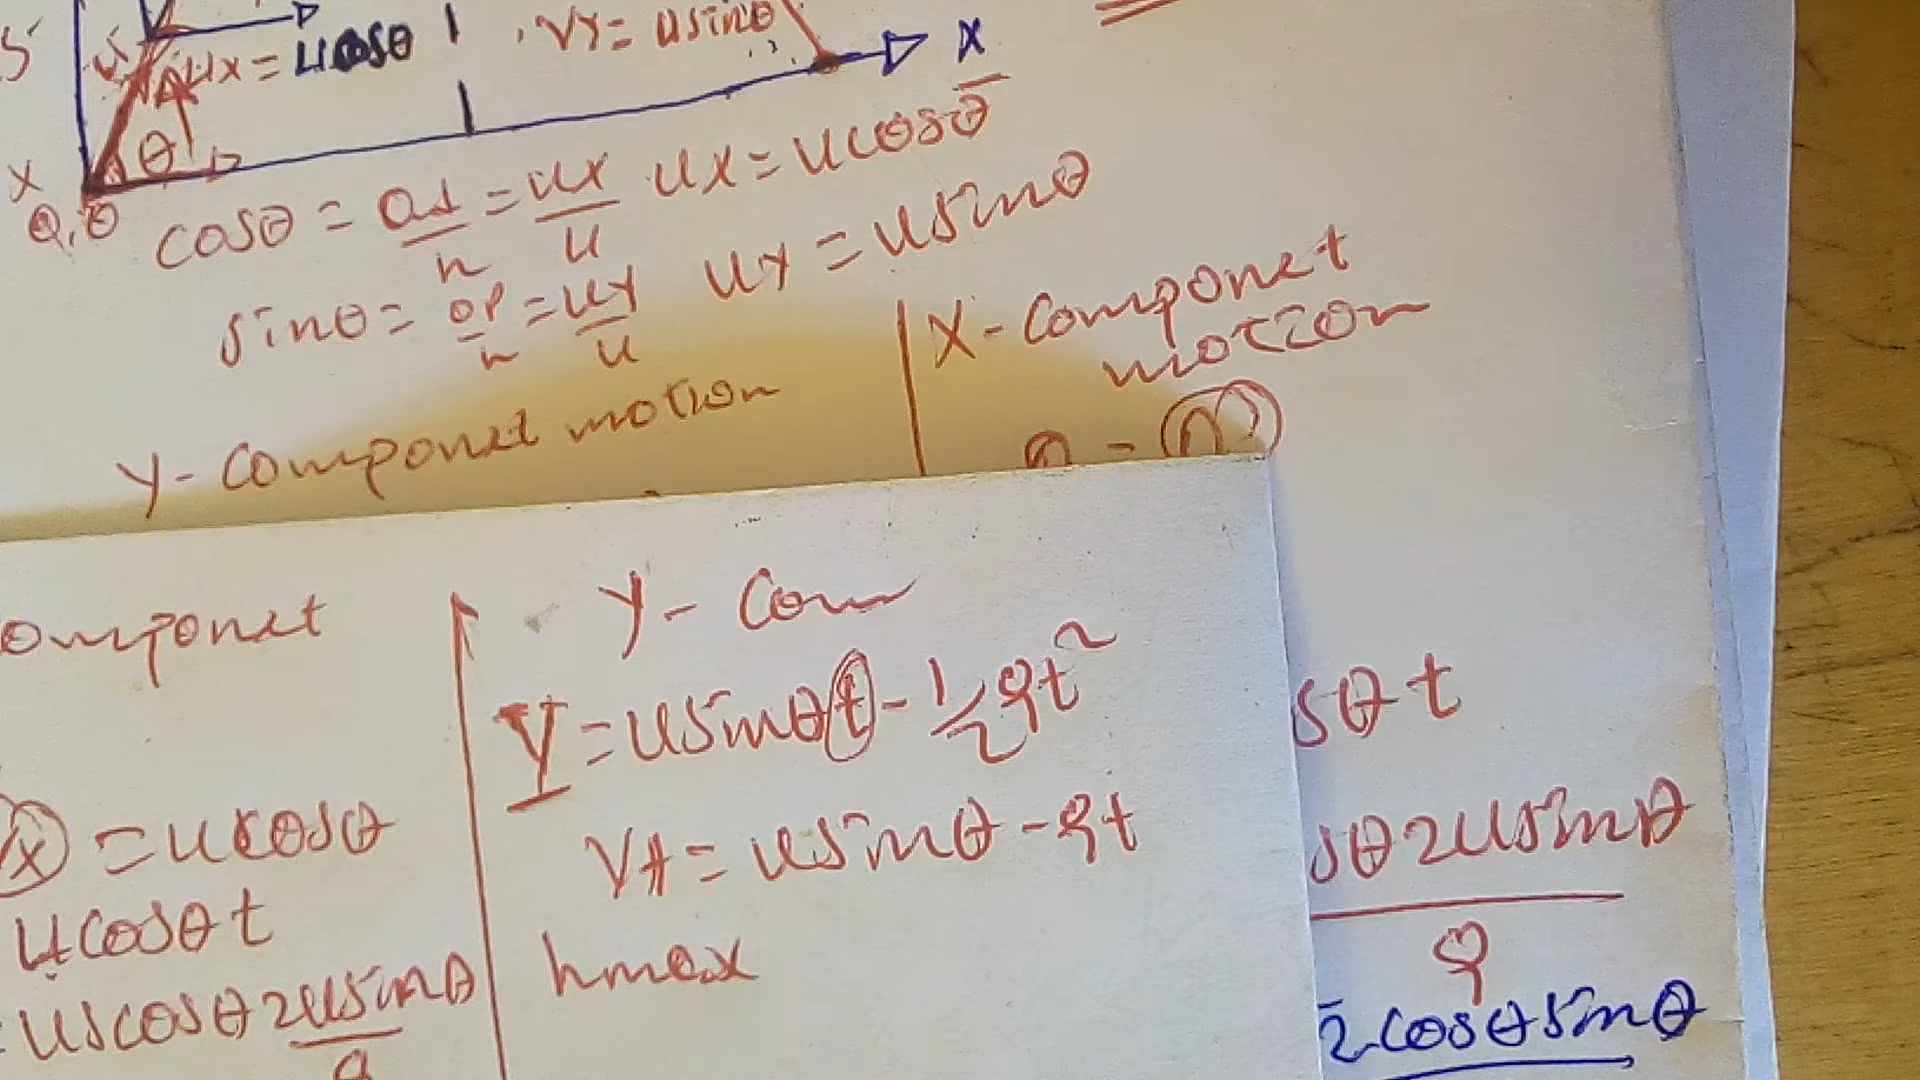 ux = ucosθ
vy = usinθ
X
X
θ
cosθ = ad/h = ux/u ux = ucosθ
sinθ = op/h = uy/u uy = usinθ
Y-Componet motion
X-Componet
motion
omponet
Y-Com
Y = usinθt - 1/2gt²
= ucosθ
vt = usinθ - gt
ucosθt
hmax
= uscosθ2usinθ/g
sθt
sθ2usinθ/g
2cosθsinθ